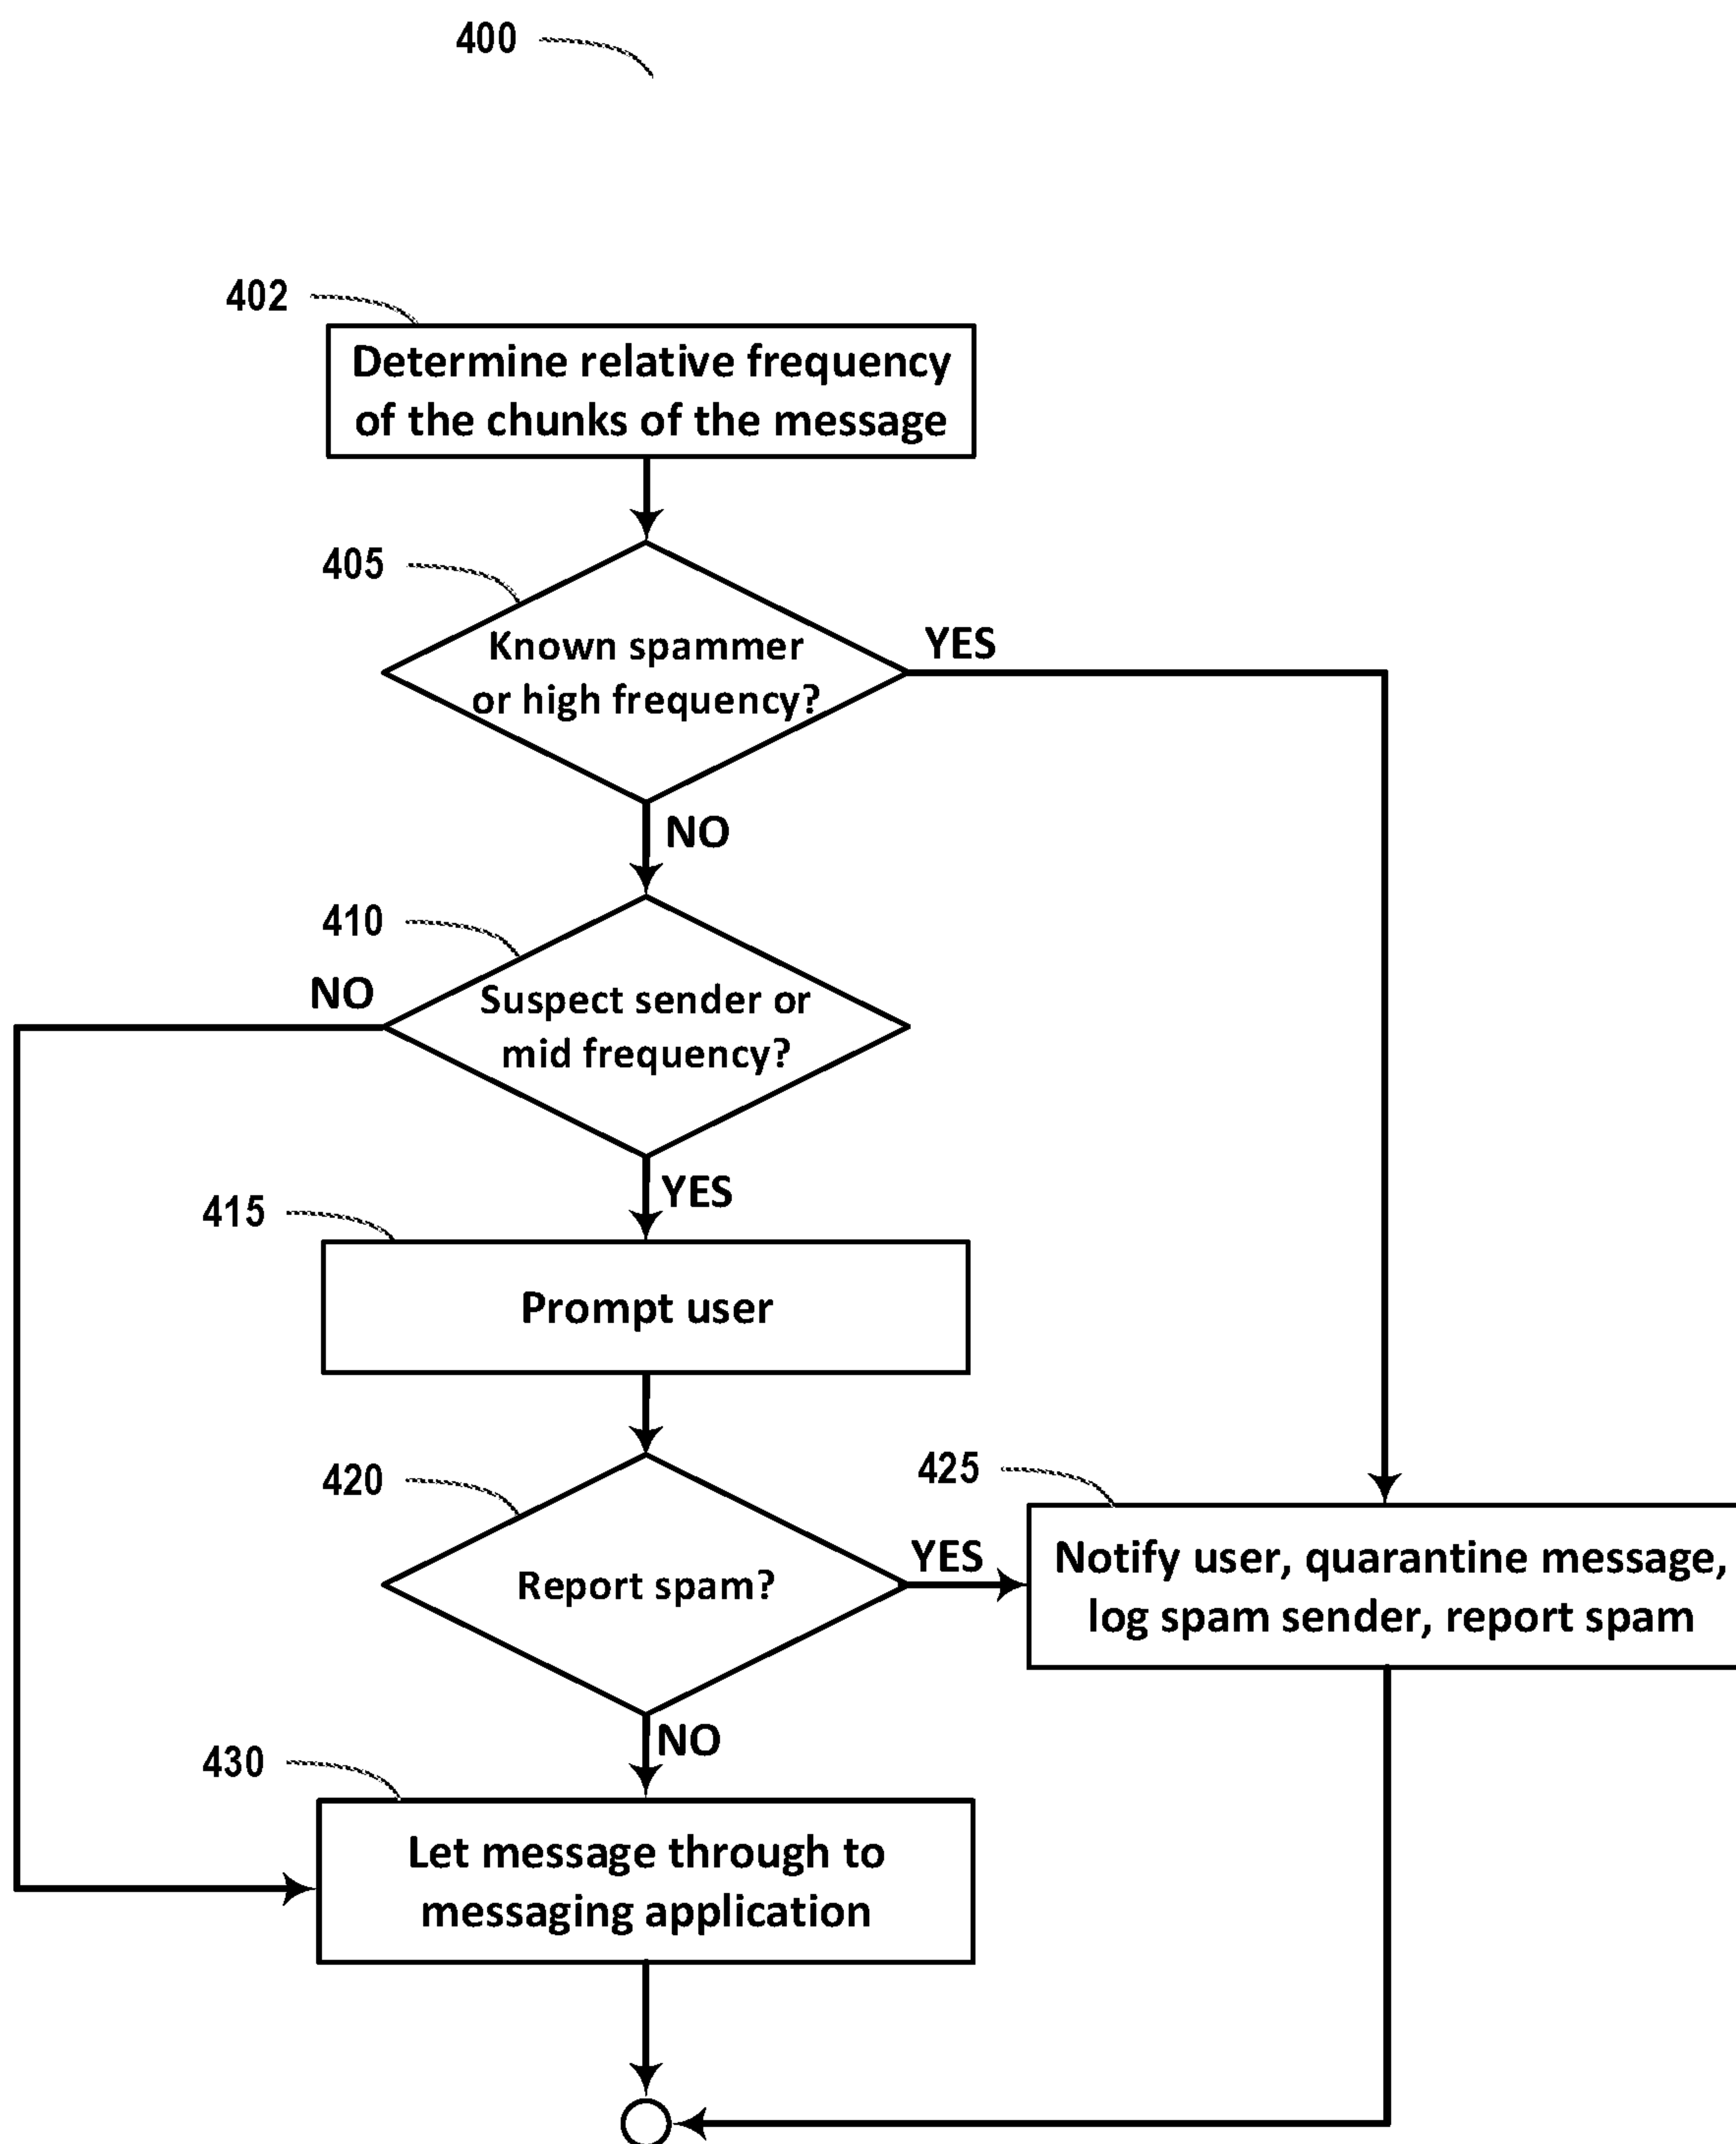 400
402
Determine relative frequency
of the chunks of the message
405
Known spammer
or high frequency?
YES
NO
410
NO
Suspect sender or
mid frequency?
YES
415
Prompt user
420
Report spam?
YES
425
Notify user, quarantine message,
log spam sender, report spam
NO
430
Let message through to
messaging application